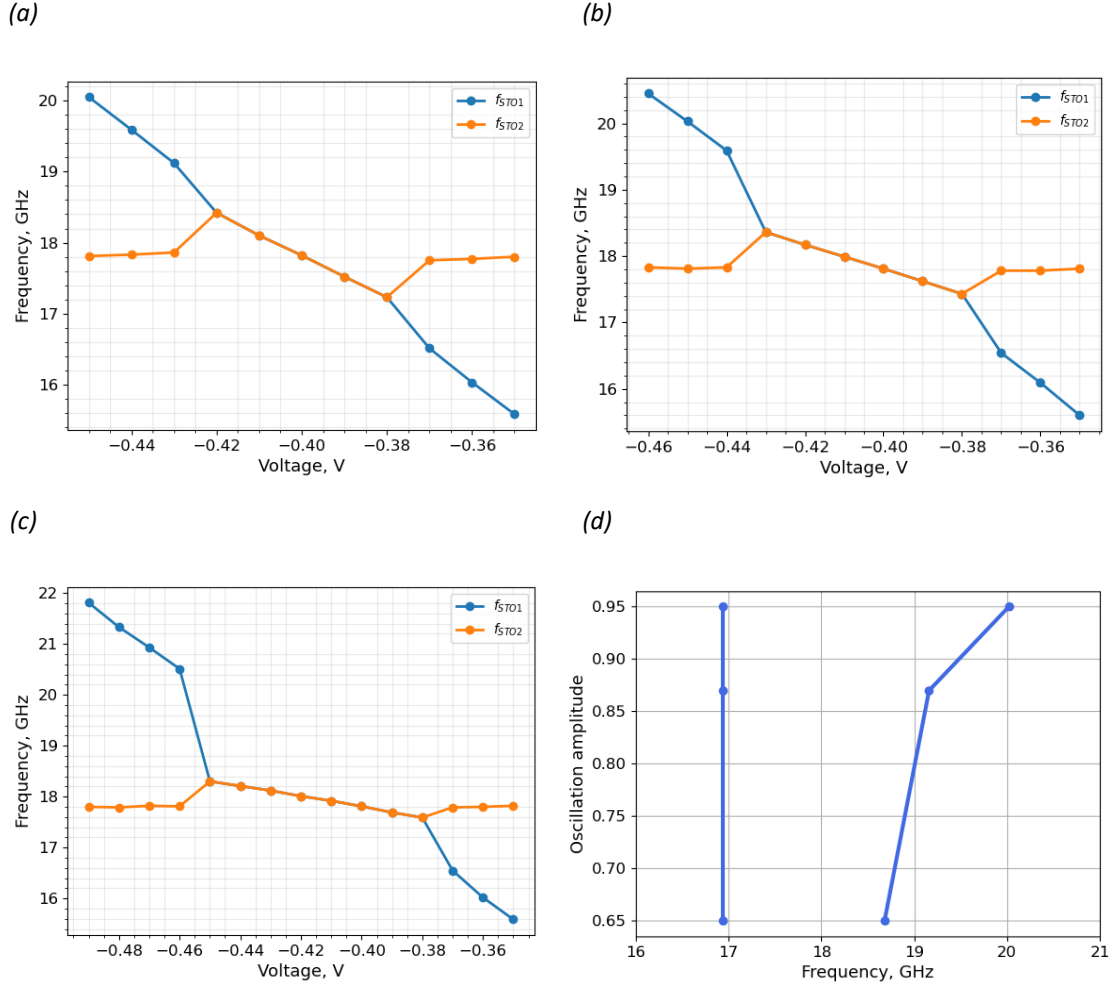 (a)
20
19
18
17
16
Frequency, GHz
−0.44 −0.42 −0.40 −0.38 −0.36
Voltage, V
fSTO1
fSTO2
(b)
20
19
18
17
16
Frequency, GHz
−0.46 −0.44 −0.42 −0.40 −0.38 −0.36
Voltage, V
fSTO1
fSTO2
(c)
22
21
20
19
18
17
16
Frequency, GHz
−0.48 −0.46 −0.44 −0.42 −0.40 −0.38 −0.36
Voltage, V
fSTO1
fSTO2
(d)
0.95
0.90
0.85
0.80
0.75
0.70
0.65
Oscillation amplitude
16 17 18 19 20 21
Frequency, GHz